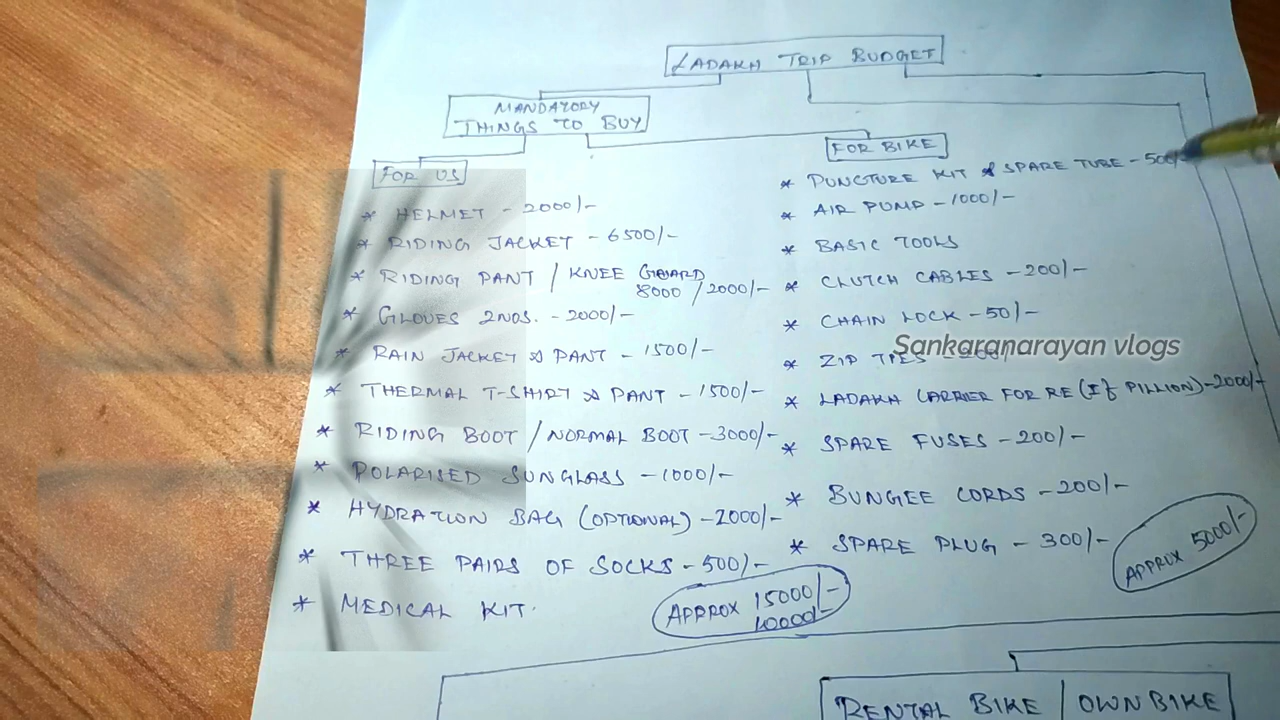 LADAKH TRIP BUDGET
MANDATORY
THINGS TO BUY
FOR US
* HELMET - 2000/-
* RIDING JACKET - 6500/-
* RIDING PANT / KNEE GUARD
8000 / 2000/-
* GLOVES 2NOS. - 2000/-
* RAIN JACKET & PANT - 1500/-
* THERMAL T-SHIRT & PANT - 1500/-
* RIDING BOOT / NORMAL BOOT - 3000/-
* POLARISED SUNGLASS - 1000/-
* HYDRATION BAG (OPTIONAL) - 2000/-
* THREE PAIRS OF SOCKS - 500/-
* MEDICAL KIT.
APPROX 15000/-
10000/-
FOR BIKE
* PUNCTURE KIT & SPARE TUBE - 500/-
* AIR PUMP - 1000/-
* BASIC TOOLS
* CLUTCH CABLES - 200/-
* CHAIN LOCK - 50/-
Sankaranarayan vlogs
* ZIP TIES
* LADAKH CARRIER FOR RE (If PILLION) - 2000/-
* SPARE FUSES - 200/-
* BUNGEE CORDS - 200/-
* SPARE PLUG - 300/-
APPROX 5000/-
RENTAL BIKE / OWN BIKE